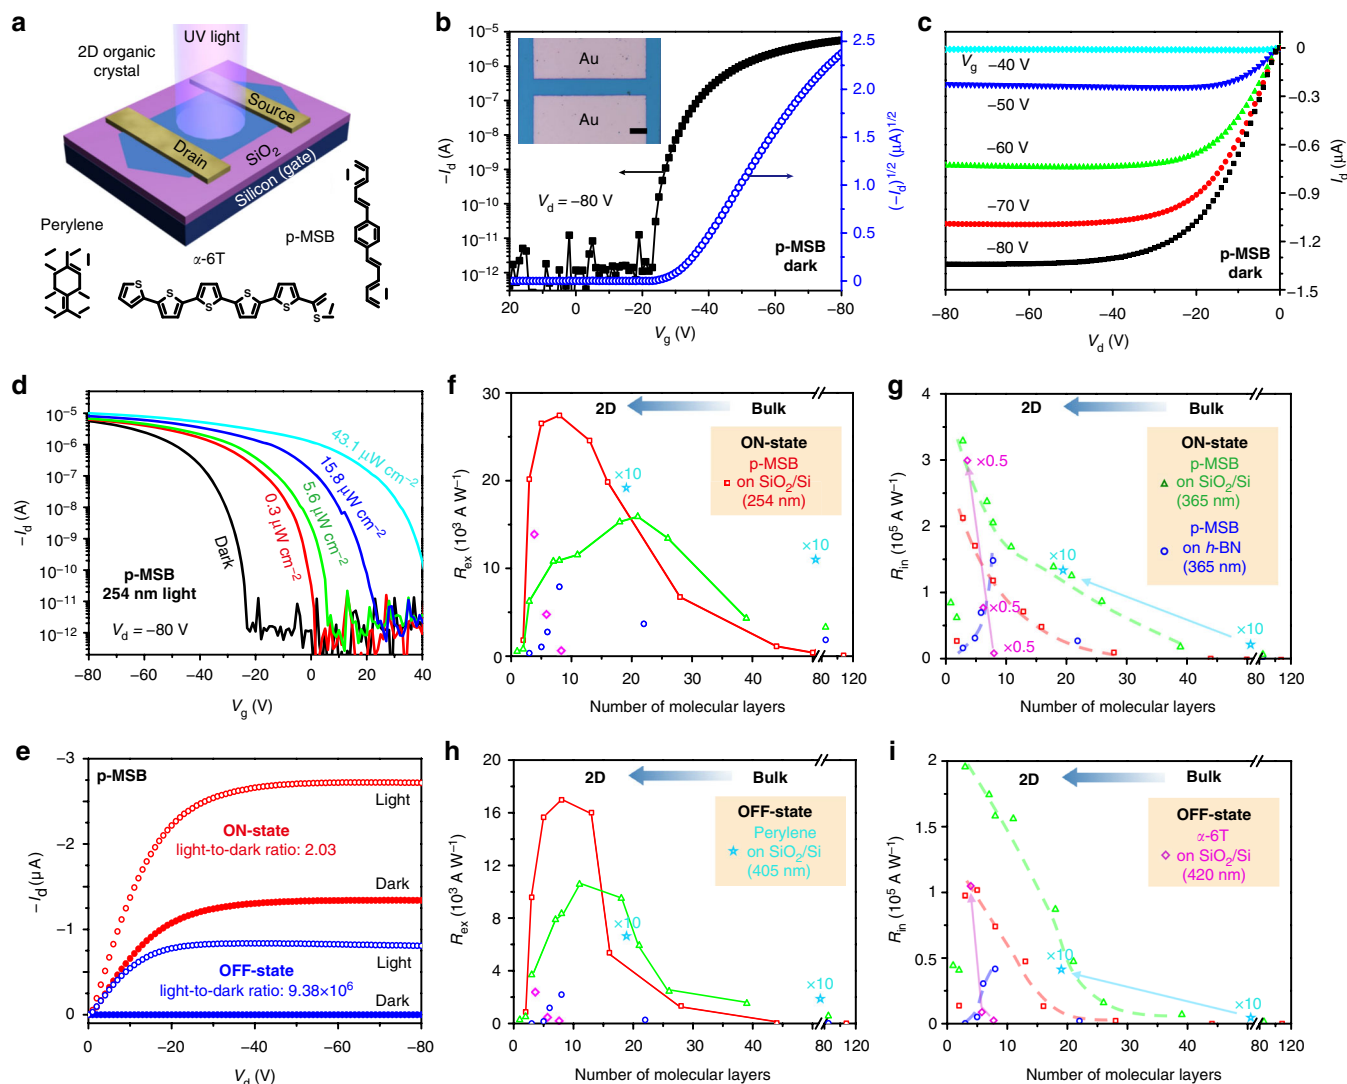 a
UV light
2D organic
crystal
Source
Drain
SiO2
Silicon (gate)
Perylene
p-MSB
α-6T
S
S
S
S
S
S
b
10⁻⁵
10⁻⁶
10⁻⁷
10⁻⁸
10⁻⁹
10⁻¹⁰
10⁻¹¹
10⁻¹²
−Id (A)
Au
Au
Vd = −80 V
p-MSB
dark
2.5
2.0
1.5
1.0
0.5
0
(−Id)^1/2 (μA)^1/2
20 0 −20 −40 −60 −80
Vg (V)
c
Vg
−40 V
−50 V
−60 V
−70 V
−80 V
p-MSB
dark
0
−0.3
−0.6
−0.9
−1.2
−1.5
Id (μA)
−80 −60 −40 −20 0
Vd (V)
d
10⁻⁵
10⁻⁶
10⁻⁷
10⁻⁸
10⁻⁹
10⁻¹⁰
10⁻¹¹
10⁻¹²
−Id (A)
43.1 μW cm−2
15.8 μW cm−2
5.6 μW cm−2
0.3 μW cm−2
Dark
p-MSB
254 nm light
Vd = −80 V
−80 −60 −40 −20 0 20 40
Vg (V)
f
30
20
10
0
Rex (10³ A W−1)
2D Bulk
ON-state
p-MSB
on SiO2/Si
(254 nm)
×10
×10
0 10 20 30 40 80 120
Number of molecular layers
g
4
3
2
1
0
Rin (10⁵ A W−1)
2D Bulk
ON-state
p-MSB
on SiO2/Si
(365 nm)
p-MSB
on h-BN
(365 nm)
×0.5
×10
×0.5
×0.5
×10
0 10 20 30 40 80 120
Number of molecular layers
e
−3
−2
−1
0
−Id (μA)
p-MSB
Light
ON-state
light-to-dark ratio: 2.03
Dark
Light
OFF-state
light-to-dark ratio: 9.38×10⁶
Dark
0 −20 −40 −60 −80
Vd (V)
h
20
16
12
8
4
0
Rex (10³ A W−1)
2D Bulk
OFF-state
Perylene
on SiO2/Si
(405 nm)
×10
×10
0 10 20 30 40 80 120
Number of molecular layers
i
2
1.5
1
0.5
0
Rin (10⁵ A W−1)
2D Bulk
OFF-state
α-6T
on SiO2/Si
(420 nm)
×10
×10
0 10 20 30 40 80 120
Number of molecular layers